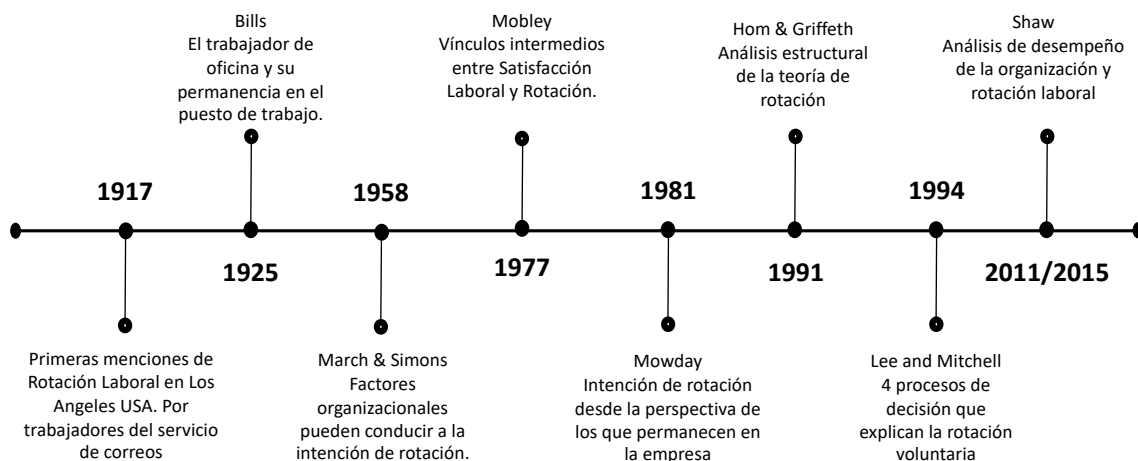 Bills
El trabajador de
oficina y su
permanencia en el
puesto de trabajo.
Mobley
Vínculos intermedios
entre Satisfacción
Laboral y Rotación.
Hom & Griffeth
Análisis estructural
de la teoría de
rotación
Shaw
Análisis de desempeño
de la organización y
rotación laboral
1917
1958
1981
1994
1925
1977
1991
2011/2015
Primeras menciones de
Rotación Laboral en Los
Angeles USA. Por
trabajadores del servicio
de correos
March & Simons
Factores
organizacionales
pueden conducir a la
intención de rotación.
Mowday
Intención de rotación
desde la perspectiva de
los que permanecen en
la empresa
Lee and Mitchell
4 procesos de
decisión que
explican la rotación
voluntaria